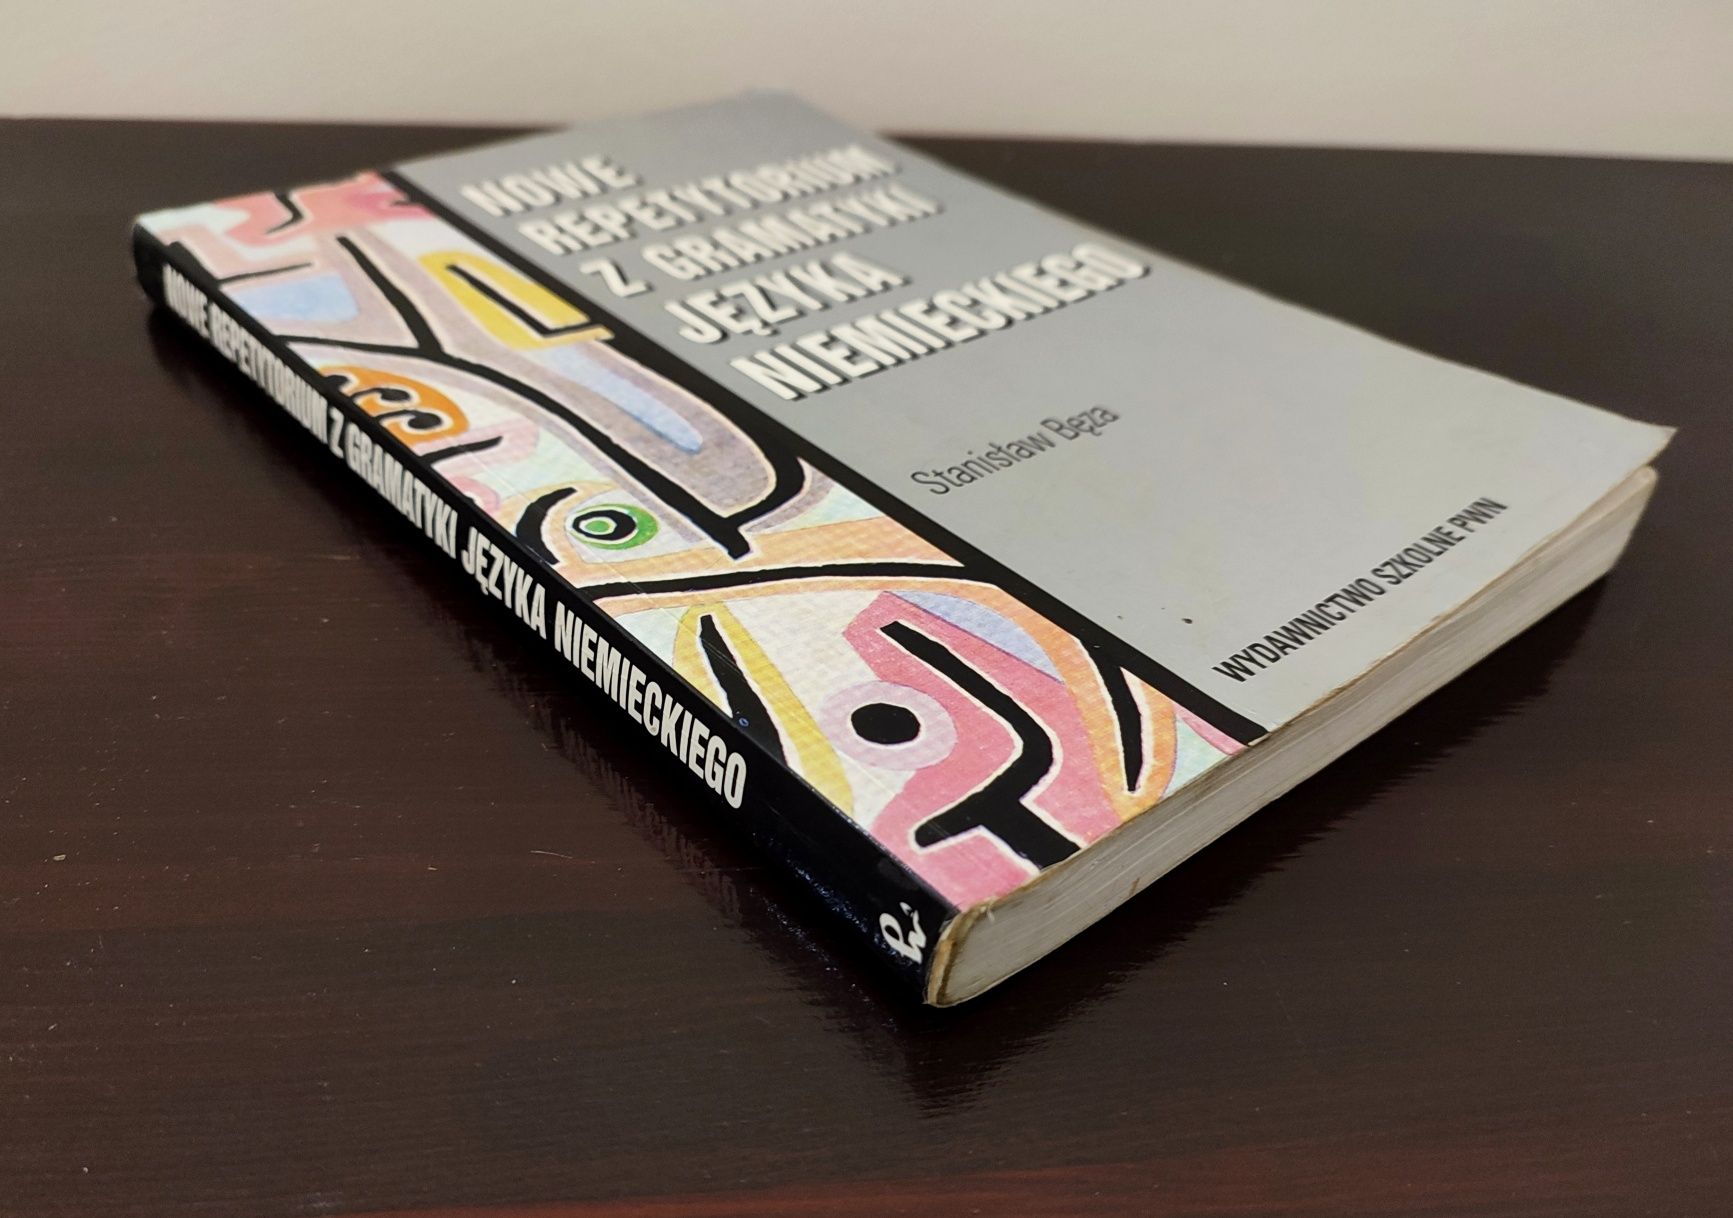 NOWE
REPETYTORIUM
Z GRAMATYKI
JĘZYKA
NIEMIECKIEGO
Stanisław Bęza
WYDAWNICTWO SZKOLNE PWN
NOWE REPETYTORIUM Z GRAMATYKI JĘZYKA NIEMIECKIEGO